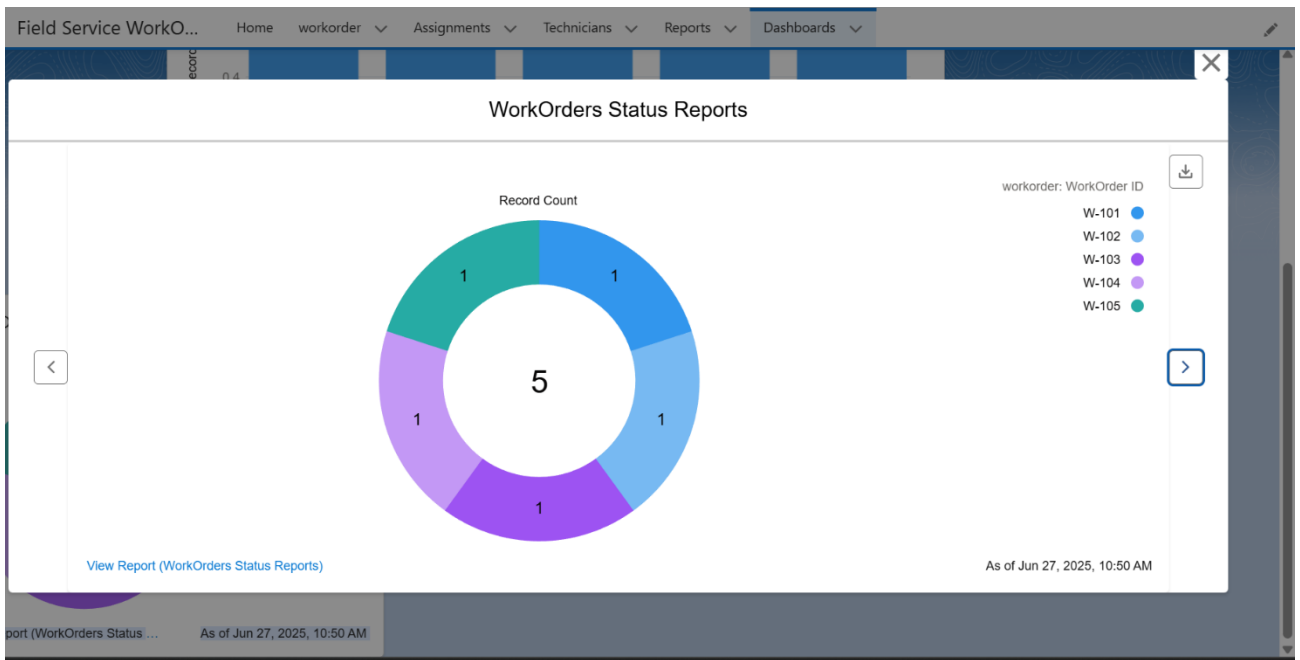 Field Service WorkO... Home workorder Assignments Technicians Reports Dashboards
0.4
WorkOrders Status Reports
Record Count
workorder: WorkOrder ID
W-101
W-102
W-103
W-104
W-105
1
1
1
1
1
5
View Report (WorkOrders Status Reports)
As of Jun 27, 2025, 10:50 AM
port (WorkOrders Status ... As of Jun 27, 2025, 10:50 AM